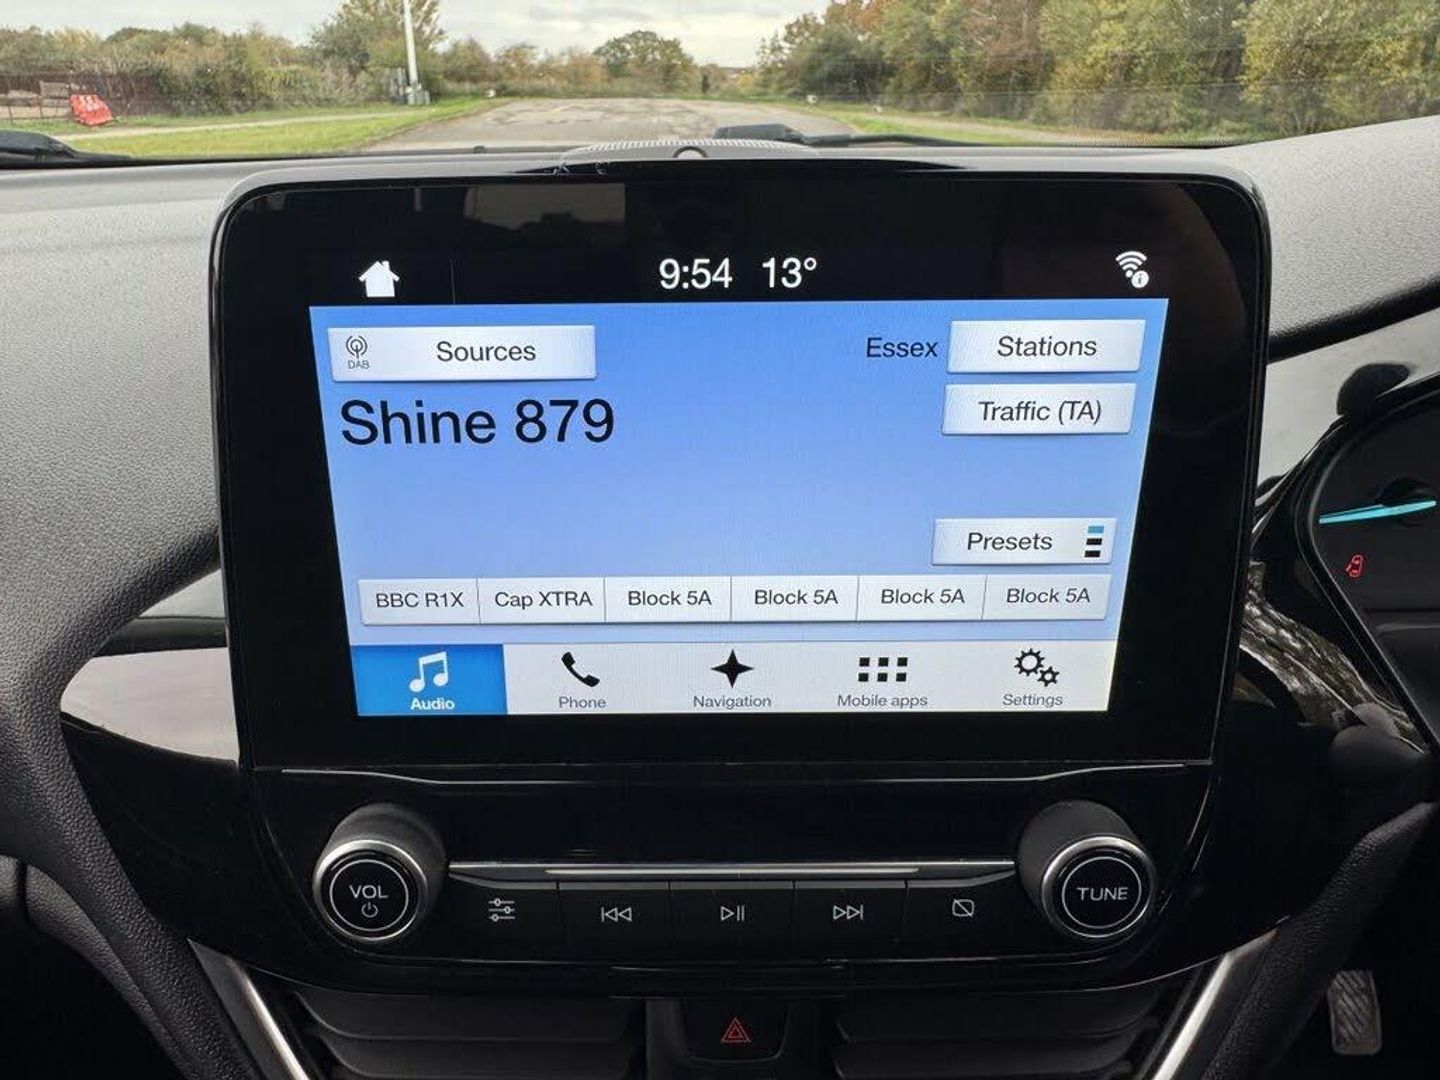 9:54 13°
DAB
Sources
Essex
Stations
Shine 879
Traffic (TA)
Presets
BBC R1X
Cap XTRA
Block 5A
Block 5A
Block 5A
Block 5A
Audio
Phone
Navigation
Mobile apps
Settings
VOL
TUNE